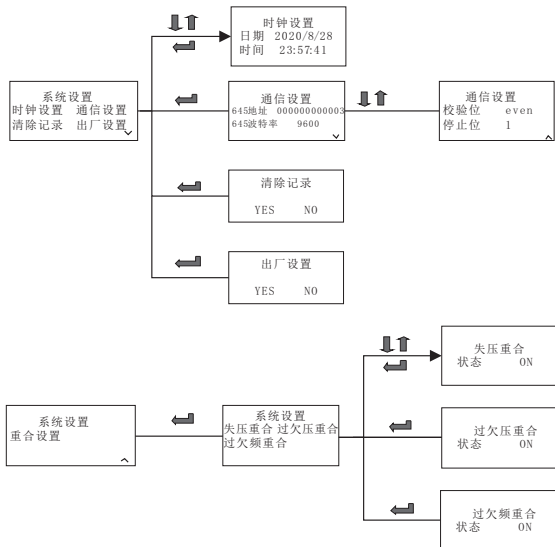 时钟设置
日期 2020/8/28
时间 23:57:41
系统设置
时钟设置 通信设置
清除记录 出厂设置
通信设置
645地址 000000000003
645波特率 9600
通信设置
校验位 even
停止位 1
清除记录
YES NO
出厂设置
YES NO
系统设置
重合设置
系统设置
失压重合 过欠压重合
过欠频重合
失压重合
状态 ON
过欠压重合
状态 ON
过欠频重合
状态 ON